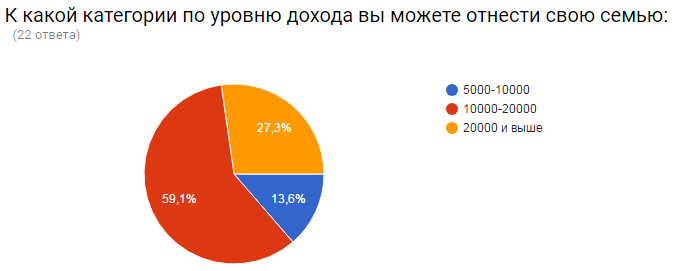 К какой категории по уровню дохода вы можете отнести свою семью:
(22 ответа)
5000-10000
10000-20000
20000 и выше
27,3%
59,1%
13,6%